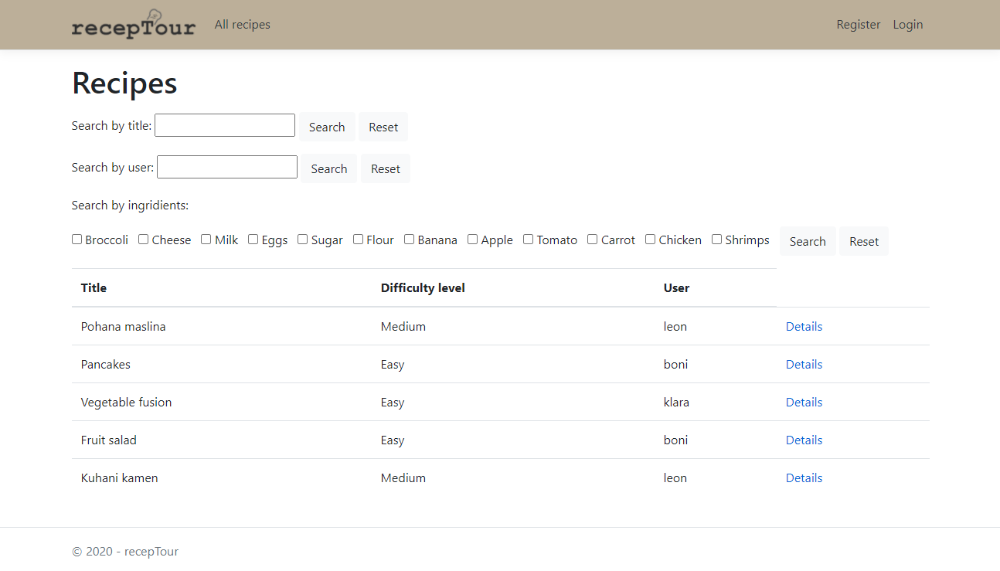 recepTour All recipes Register Login
Recipes
Search by title: Search Reset
Search by user: Search Reset
Search by ingridients:
Broccoli Cheese Milk Eggs Sugar Flour Banana Apple Tomato Carrot Chicken Shrimps Search Reset
Title Difficulty level User
Pohana maslina Medium leon Details
Pancakes Easy boni Details
Vegetable fusion Easy klara Details
Fruit salad Easy boni Details
Kuhani kamen Medium leon Details
© 2020 - recepTour